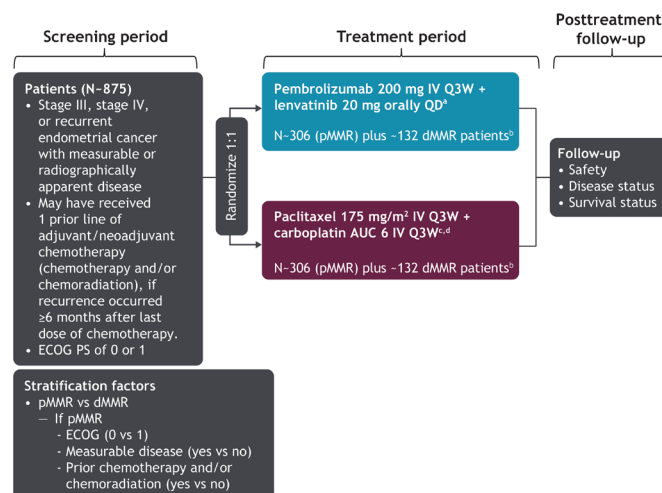 Screening period
Treatment period
Posttreatment
follow-up
Patients (N~875)
• Stage III, stage IV,
or recurrent
endometrial cancer
with measurable or
radiographically
apparent disease
• May have received
1 prior line of
adjuvant/neoadjuvant
chemotherapy
(chemotherapy and/or
chemoradiation), if
recurrence occurred
≥6 months after last
dose of chemotherapy.
• ECOG PS of 0 or 1
Randomize 1:1
Pembrolizumab 200 mg IV Q3W +
lenvatinib 20 mg orally QDᵃ
N~306 (pMMR) plus ~132 dMMR patientsᵇ
Paclitaxel 175 mg/m² IV Q3W +
carboplatin AUC 6 IV Q3Wᶜ,ᵈ
N~306 (pMMR) plus ~132 dMMR patientsᵇ
Follow-up
• Safety
• Disease status
• Survival status
Stratification factors
• pMMR vs dMMR
— If pMMR
- ECOG (0 vs 1)
- Measurable disease (yes vs no)
- Prior chemotherapy and/or
chemoradiation (yes vs no)